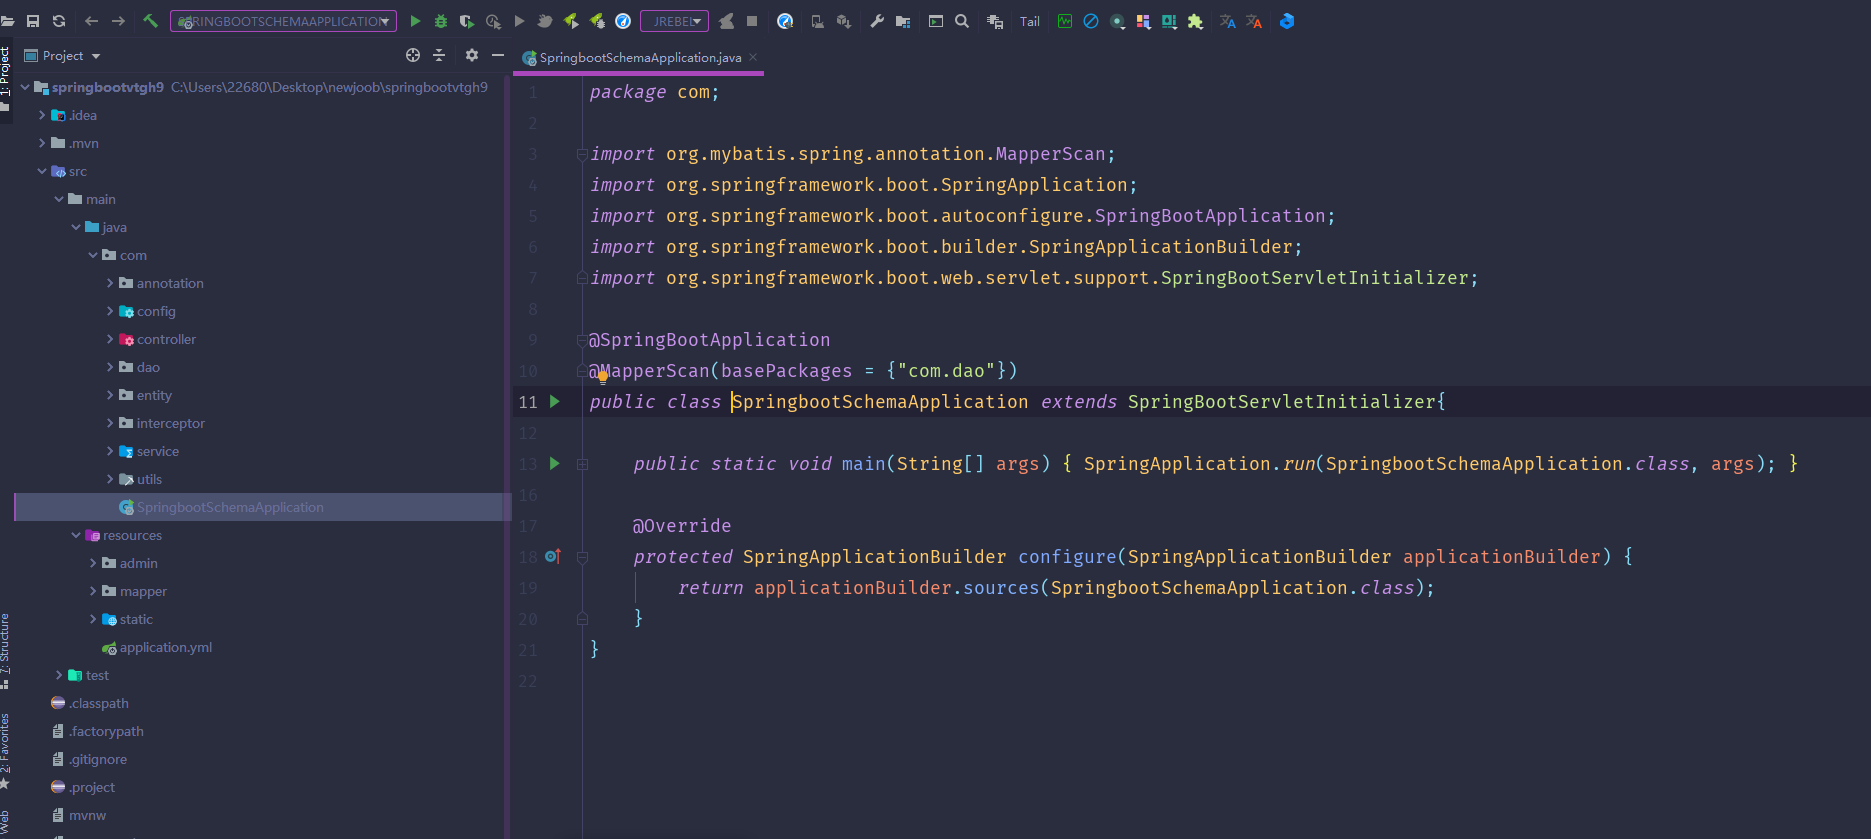 RINGBOOTSCHEMAAPPLICATION
JREBEL
Tail
Project
1: Project
SpringbootSchemaApplication.java
springbootvtgh9 C:\Users\22680\Desktop\newjoob\springbootvtgh9
.idea
.mvn
src
main
java
com
annotation
config
controller
dao
entity
interceptor
service
utils
SpringbootSchemaApplication
resources
admin
mapper
static
application.yml
test
.classpath
.factorypath
.gitignore
.project
mvnw
7: Structure
2: Favorites
Web
1 package com;
2
3 import org.mybatis.spring.annotation.MapperScan;
4 import org.springframework.boot.SpringApplication;
5 import org.springframework.boot.autoconfigure.SpringBootApplication;
6 import org.springframework.boot.builder.SpringApplicationBuilder;
7 import org.springframework.boot.web.servlet.support.SpringBootServletInitializer;
8
9 @SpringBootApplication
10 @MapperScan(basePackages = {"com.dao"})
11 public class SpringbootSchemaApplication extends SpringBootServletInitializer{
12
13 public static void main(String[] args) { SpringApplication.run(SpringbootSchemaApplication.class, args); }
16
17 @Override
18 protected SpringApplicationBuilder configure(SpringApplicationBuilder applicationBuilder) {
19 return applicationBuilder.sources(SpringbootSchemaApplication.class);
20 }
21 }
22